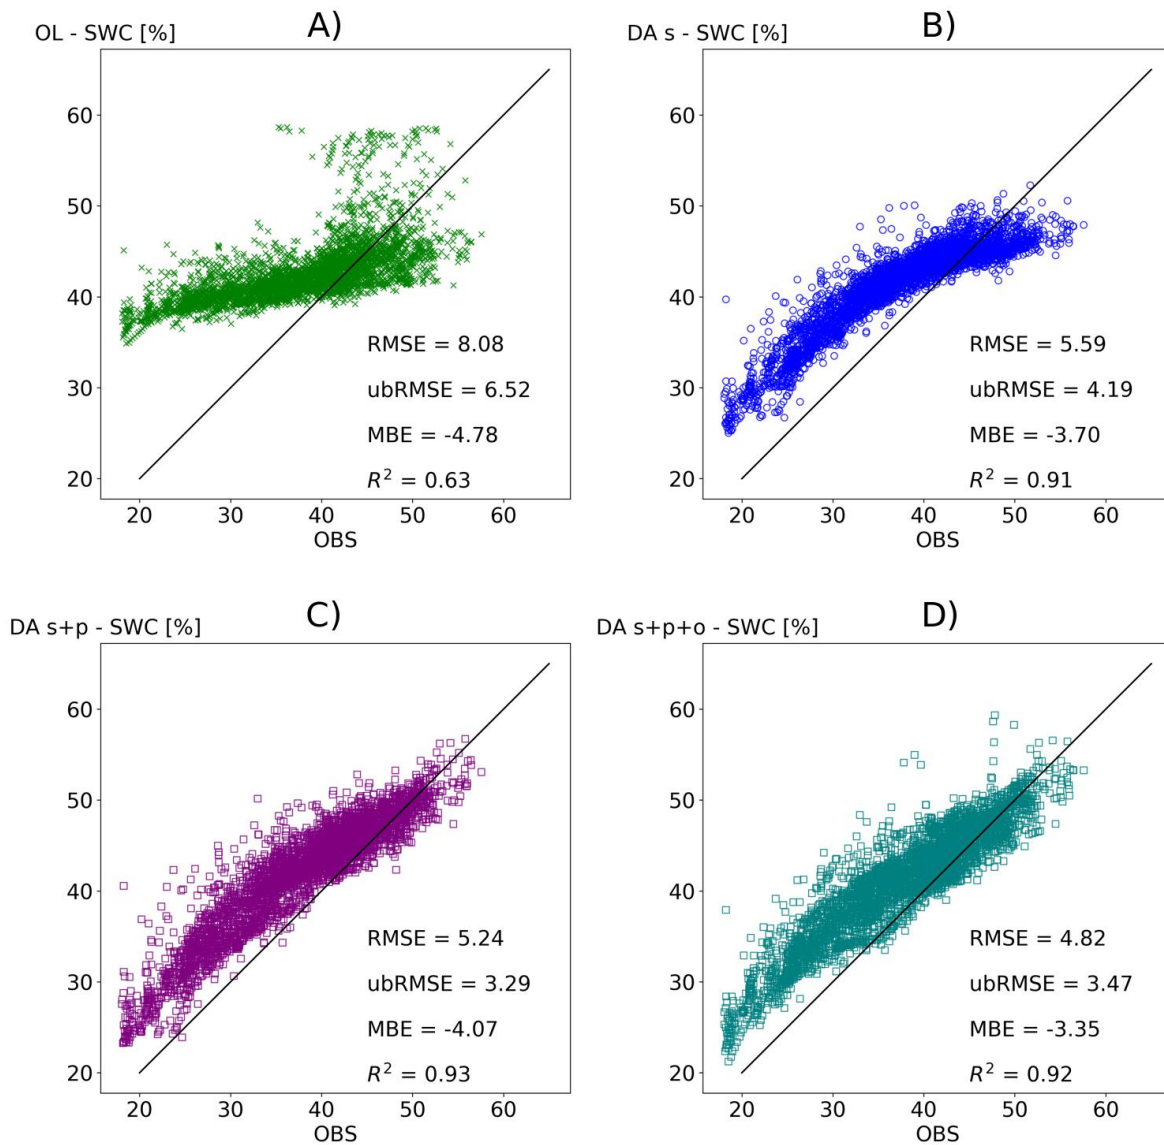 A)
OL - SWC [%]
60
50
40
30
20
RMSE = 8.08
ubRMSE = 6.52
MBE = -4.78
R² = 0.63
20 30 40 50 60
OBS
B)
DA s - SWC [%]
60
50
40
30
20
RMSE = 5.59
ubRMSE = 4.19
MBE = -3.70
R² = 0.91
20 30 40 50 60
OBS
C)
DA s+p - SWC [%]
60
50
40
30
20
RMSE = 5.24
ubRMSE = 3.29
MBE = -4.07
R² = 0.93
20 30 40 50 60
OBS
D)
DA s+p+o - SWC [%]
60
50
40
30
20
RMSE = 4.82
ubRMSE = 3.47
MBE = -3.35
R² = 0.92
20 30 40 50 60
OBS